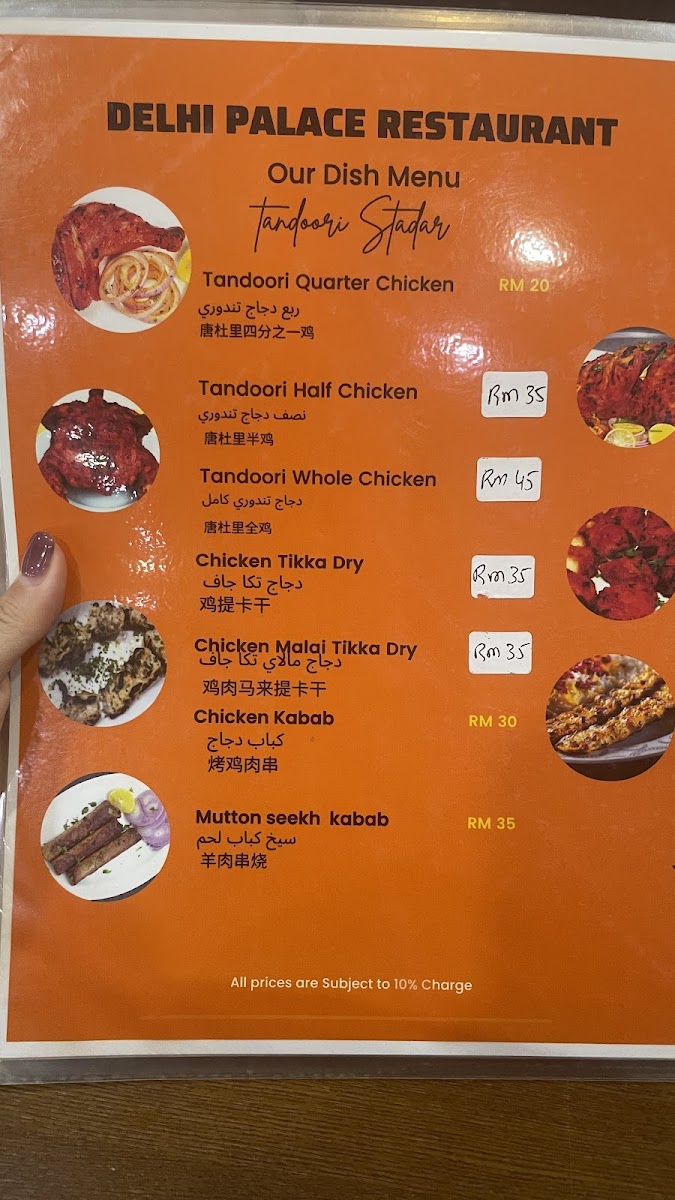 DELHI PALACE RESTAURANT
Our Dish Menu
Tandoori Stadar
Tandoori Quarter Chicken RM 20
ربع دجاج تندوري
唐杜里四分之一鸡
Tandoori Half Chicken Rm 35
نصف دجاج تندوري
唐杜里半鸡
Tandoori Whole Chicken Rm 45
دجاج تندوري كامل
唐杜里全鸡
Chicken Tikka Dry Rm 35
دجاج تكا جاف
鸡提卡干
Chicken Malai Tikka Dry Rm 35
دجاج مالاي تكا جاف
鸡肉马来提卡干
Chicken Kabab RM 30
كباب دجاج
烤鸡肉串
Mutton seekh kabab RM 35
سيخ كباب لحم
羊肉串烧
All prices are Subject to 10% Charge